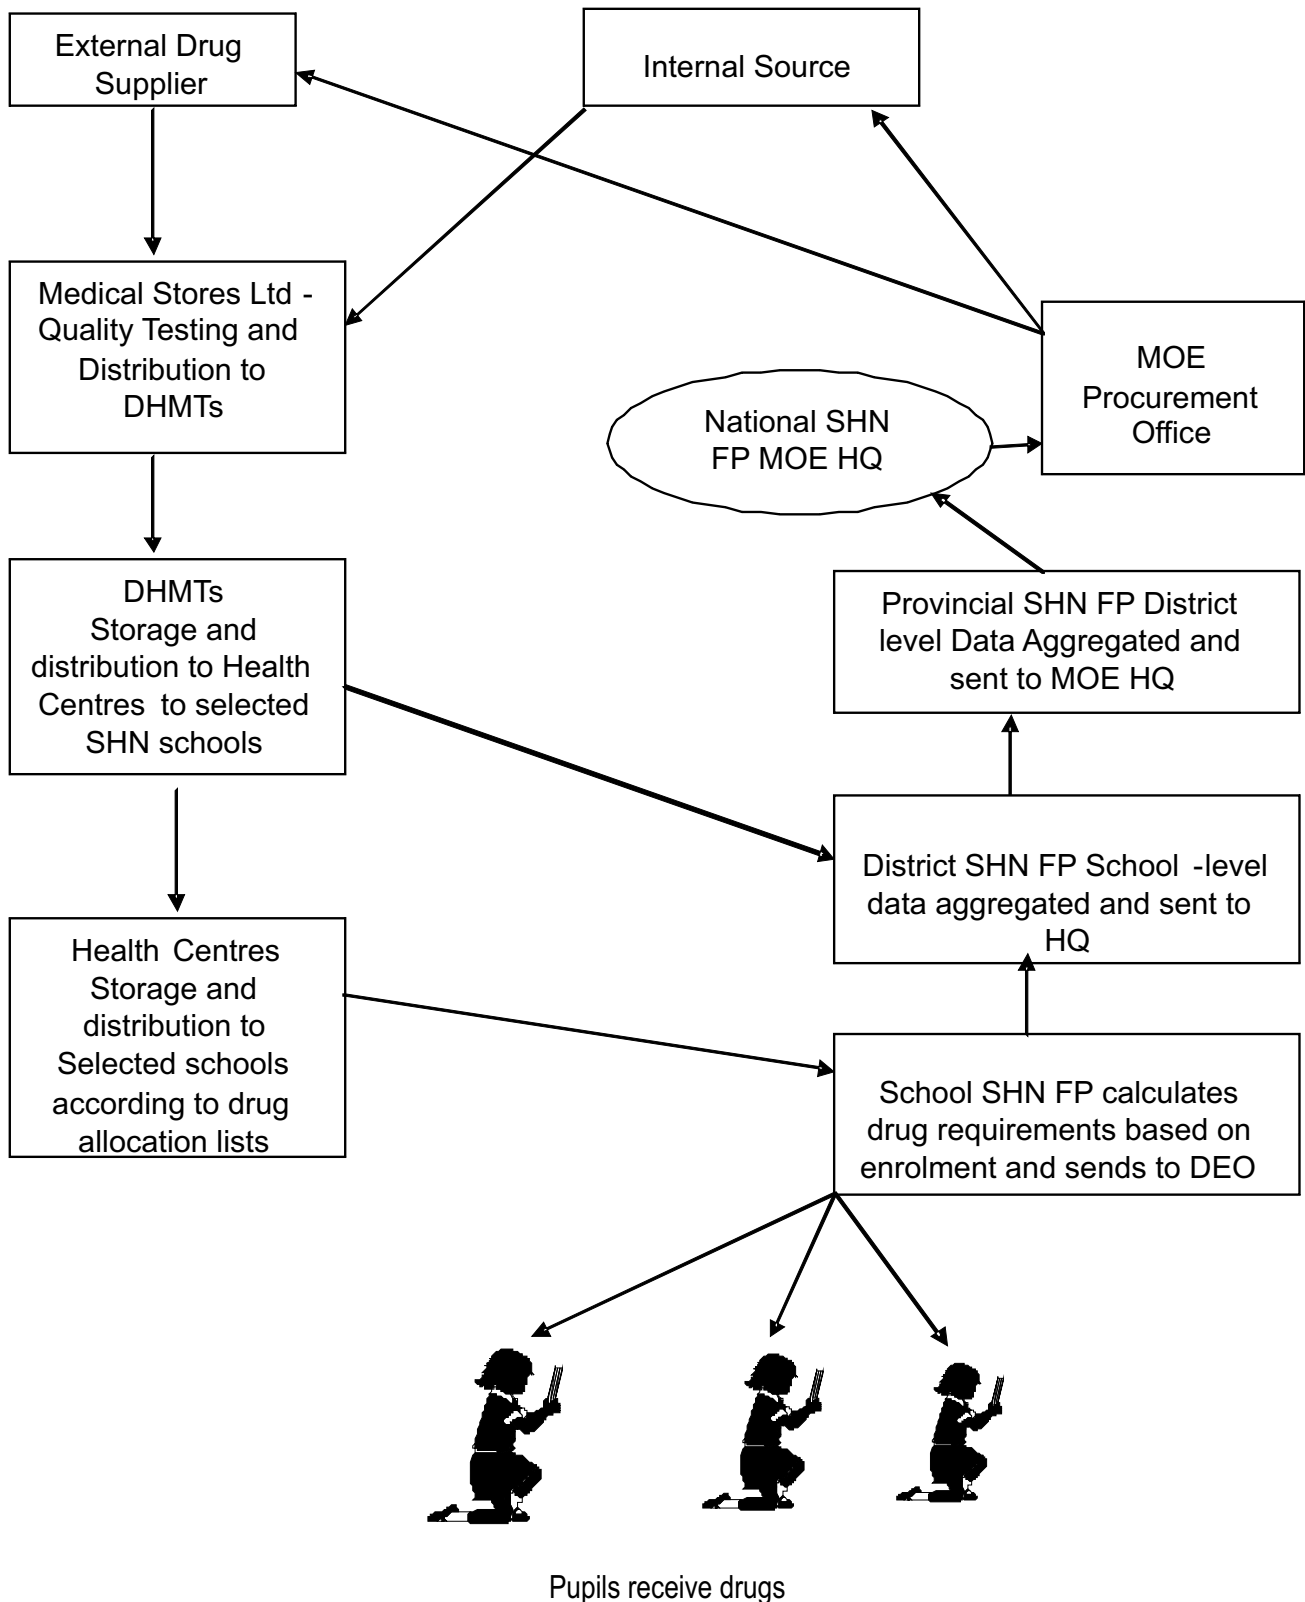 External Drug
Supplier
Internal Source
Medical Stores Ltd -
Quality Testing and
Distribution to
DHMTs
MOE
Procurement
Office
National SHN
FP MOE HQ
DHMTs
Storage and
distribution to Health
Centres to selected
SHN schools
Provincial SHN FP District
level Data Aggregated and
sent to MOE HQ
District SHN FP School -level
data aggregated and sent to
HQ
Health Centres
Storage and
distribution to
Selected schools
according to drug
allocation lists
School SHN FP calculates
drug requirements based on
enrolment and sends to DEO
Pupils receive drugs